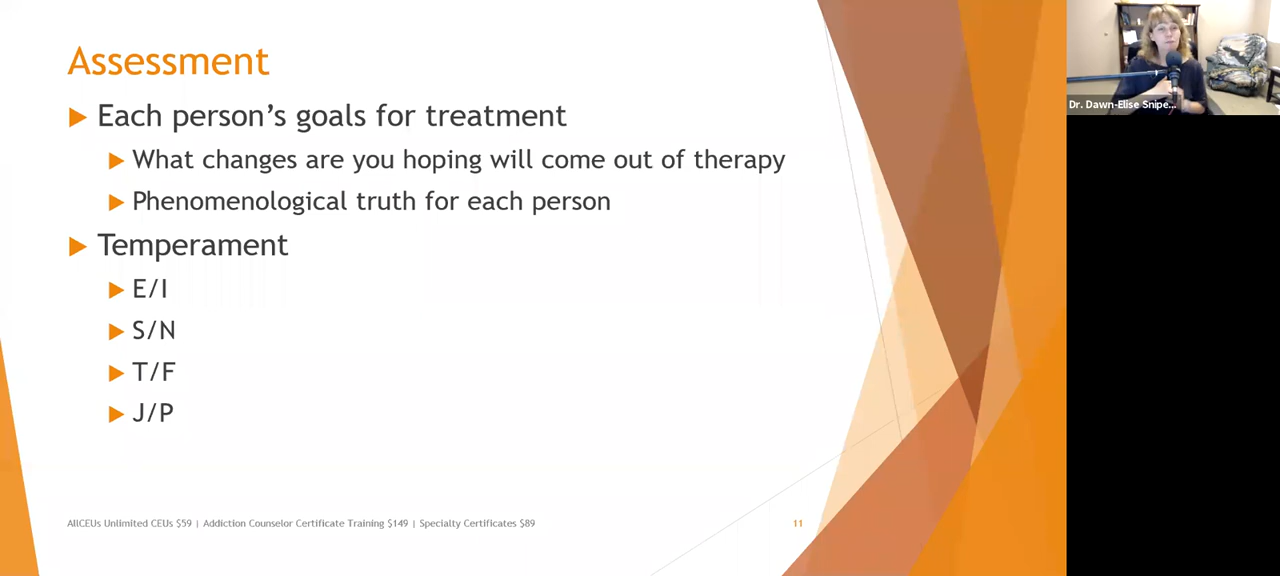 Assessment
Each person's goals for treatment
What changes are you hoping will come out of therapy
Phenomenological truth for each person
Temperament
E/I
S/N
T/F
J/P
AllCEUs Unlimited CEUs $59 | Addiction Counselor Certificate Training $149 | Specialty Certificates $89
11
Dr. Dawn-Elise Snipe...